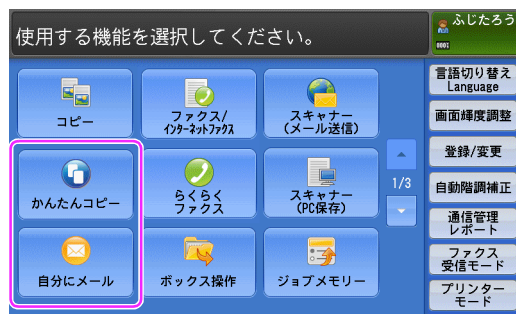 使用する機能を選択してください。
ふじたろう
0001
コピー
ファクス/
インターネットファクス
スキャナー
(メール送信)
かんたんコピー
らくらく
ファクス
スキャナー
(PC保存)
自分にメール
ボックス操作
ジョブメモリー
1/3
言語切り替え
Language
画面輝度調整
登録/変更
自動階調補正
通信管理
レポート
ファクス
受信モード
プリンター
モード